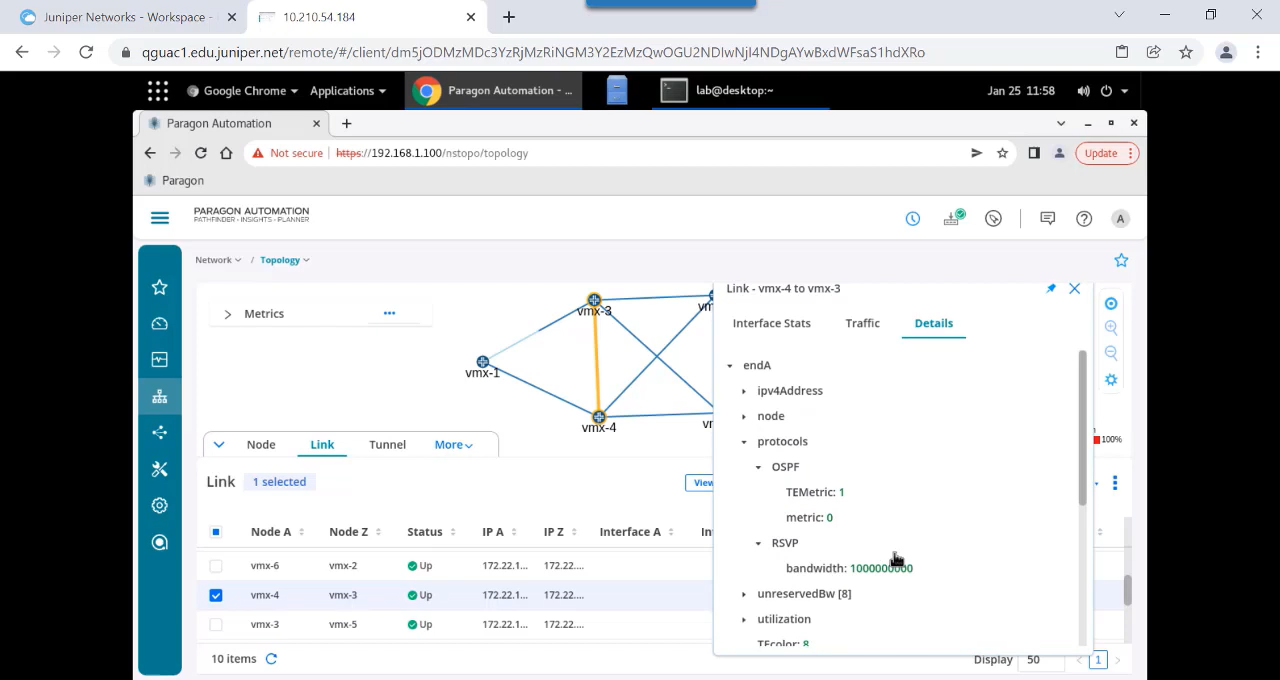 Juniper Networks - Workspace -
10.210.54.184
qguac1.edu.juniper.net/remote/#/client/dm5jODMzMDc3YzRjMzRiNGM3Y2EzMzQwOGU2NDIwNjI4NDgAYwBxdWFsaS1hdXRo
Google Chrome Applications Paragon Automation - ... lab@desktop:~ Jan 25 11:58
Paragon Automation
Not secure https://192.168.1.100/nstopo/topology Update
Paragon
PARAGON AUTOMATION
PATHFINDER • INSIGHTS • PLANNER
A
Network / Topology
Metrics
vmx-3
vmx-1
vmx-4
Link - vmx-4 to vmx-3
Interface Stats Traffic Details
endA
ipv4Address
node
protocols
OSPF
TEMetric: 1
metric: 0
RSVP
bandwidth: 1000000000
unreservedBw [8]
utilization
TEcolor: 8
100%
Node Link Tunnel More
Link 1 selected View
Node A Node Z Status IP A IP Z Interface A In
vmx-6 vmx-2 Up 172.22.1... 172.22....
vmx-4 vmx-3 Up 172.22.1... 172.22....
vmx-3 vmx-5 Up 172.22.1... 172.22....
10 items Display 50 1